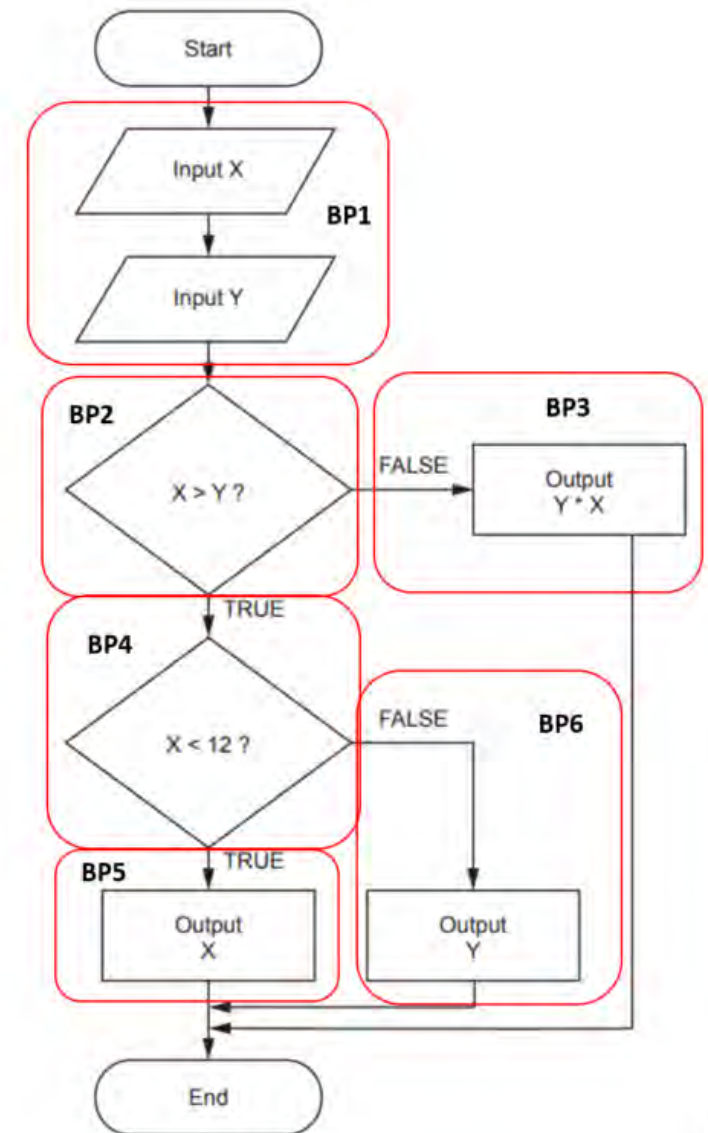 Start
Input X
BP1
Input Y
BP2
X > Y ?
FALSE
BP3
Output
Y * X
TRUE
BP4
X < 12 ?
FALSE
BP6
TRUE
BP5
Output
X
Output
Y
End